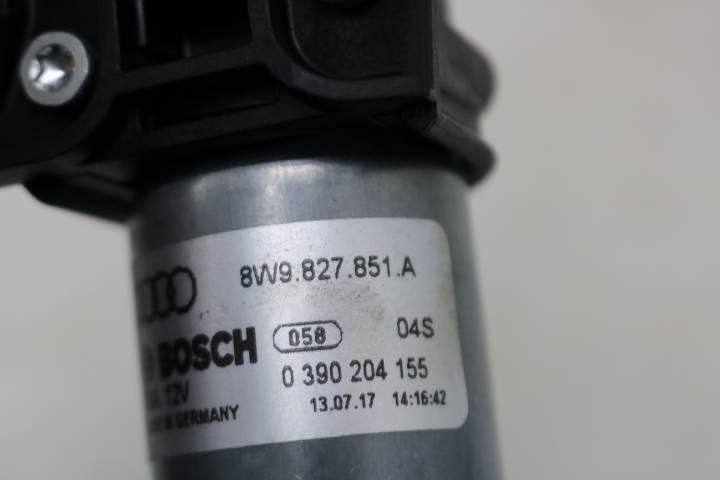 8W9.827.851.A
058 04S
BOSCH
0 390 204 155
12V
13.07.17 14:16:42
GERMANY